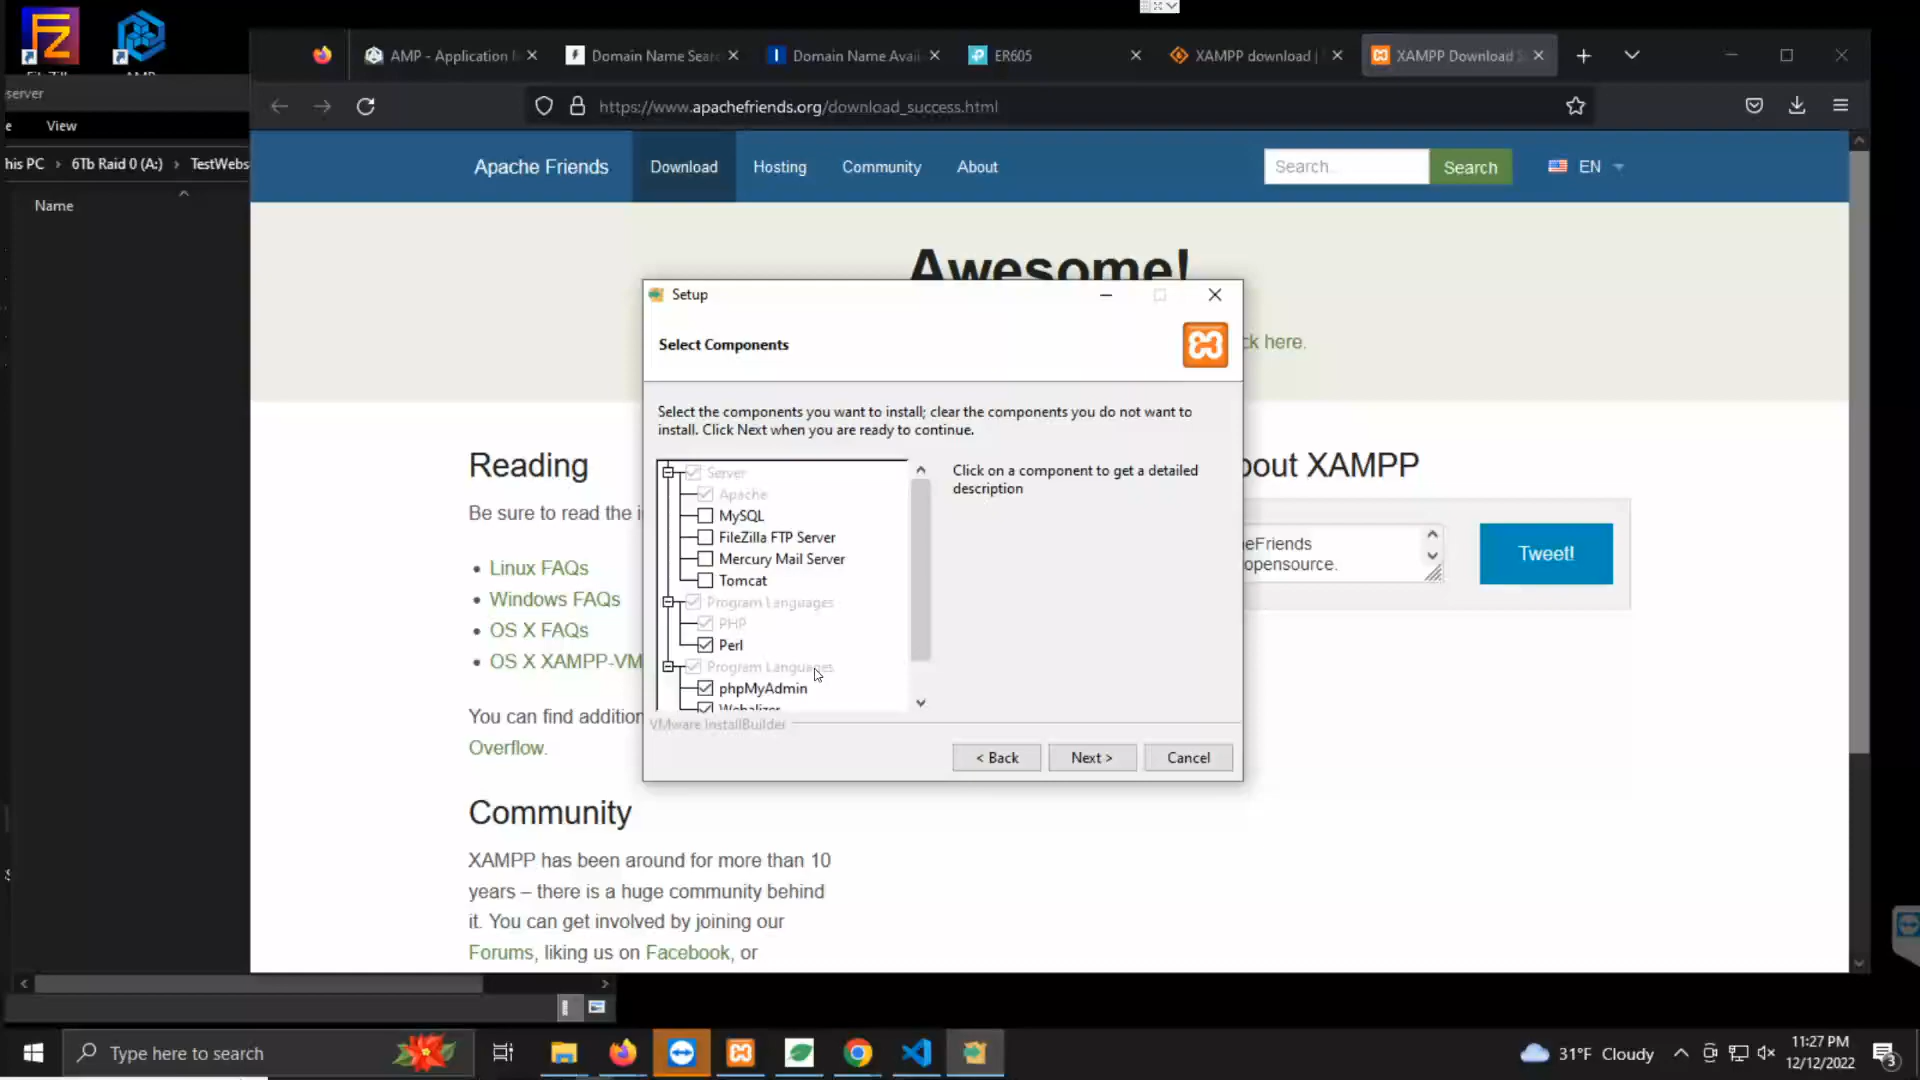 AMP
server
View
his PC > 6Tb Raid 0 (A:) > TestWebs
Name
AMP - Application
Domain Name Sear
Domain Name Avai
ER605
XAMPP download |
XAMPP Download
https://www.apachefriends.org/download_success.html
Apache Friends
Download
Hosting
Community
About
Search...
Search
EN
Awesome!
ck here.
Setup
Select Components
Select the components you want to install; clear the components you do not want to
install. Click Next when you are ready to continue.
Server
Apache
MySQL
FileZilla FTP Server
Mercury Mail Server
Tomcat
Program Languages
PHP
Perl
Program Languages
phpMyAdmin
Webalizer
Click on a component to get a detailed
description
VMware InstallBuilder
< Back
Next >
Cancel
Reading
Be sure to read the i
Linux FAQs
Windows FAQs
OS X FAQs
OS X XAMPP-VM
You can find addition
Overflow.
bout XAMPP
eFriends
opensource.
Tweet!
Community
XAMPP has been around for more than 10
years – there is a huge community behind
it. You can get involved by joining our
Forums, liking us on Facebook, or
Type here to search
31°F Cloudy
11:27 PM
12/12/2022
3